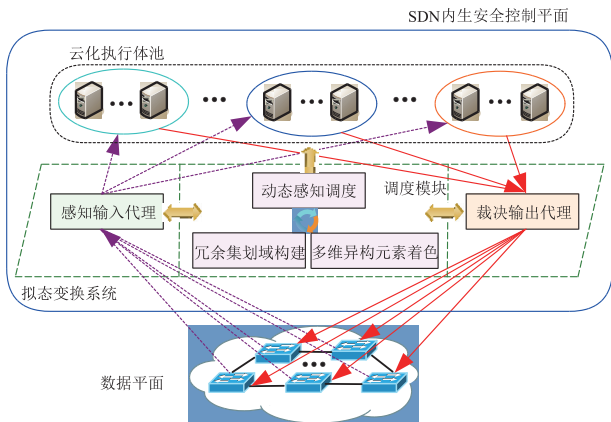 SDN内生安全控制平面
云化执行体池
动态感知调度
调度模块
感知输入代理
裁决输出代理
冗余集划域构建
多维异构元素着色
拟态变换系统
数据平面